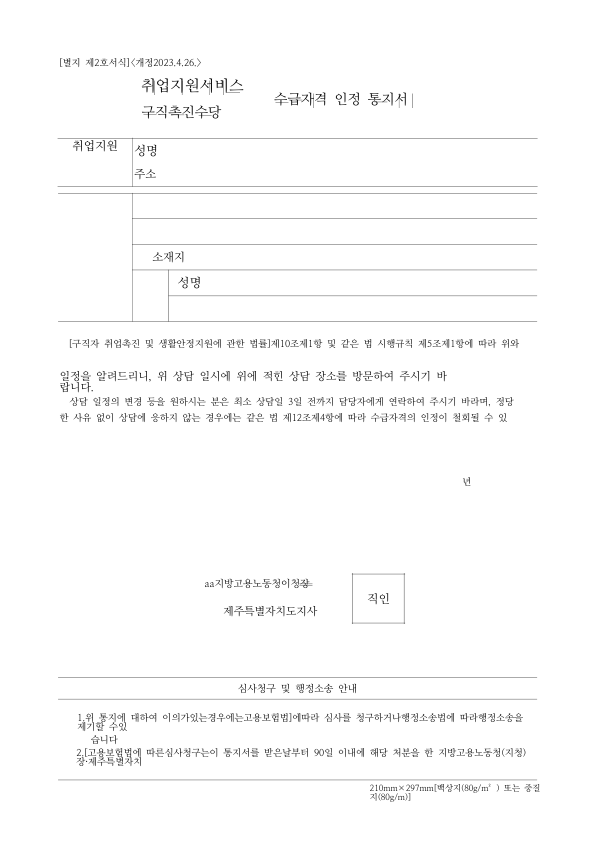 [별지 제2호서식]<개정2023.4.26.>
취업지원서비스
수급자격 인정 통지서
구직촉진수당
취업지원
성명
주소
소재지
성명
[구직자 취업촉진 및 생활안정지원에 관한 법률]제10조제1항 및 같은 법 시행규칙 제5조제1항에 따라 위와
일정을 알려드리니, 위 상담 일시에 위에 적힌 상담 장소를 방문하여 주시기 바
랍니다.
상담 일정의 변경 등을 원하시는 분은 최소 상담일 3일 전까지 담당자에게 연락하여 주시기 바라며, 정당
한 사유 없이 상담에 응하지 않는 경우에는 같은 법 제12조제4항에 따라 수급자격의 인정이 철회될 수 있
년
aa지방고용노동청이청장
직인
제주특별자치도지사
심사청구 및 행정소송 안내
1.위 통지에 대하여 이의가있는경우에는고용보험법]에따라 심사를 청구하거나행정소송법에 따라행정소송을
제기할 수있
습니다
2.[고용보험법에 따른심사청구는이 통지서를 받은날부터 90일 이내에 해당 처분을 한 지방고용노동청(지청)
장·제주특별자치
210mm×297mm[백상지(80g/m² ) 또는 중질
지(80g/m)]